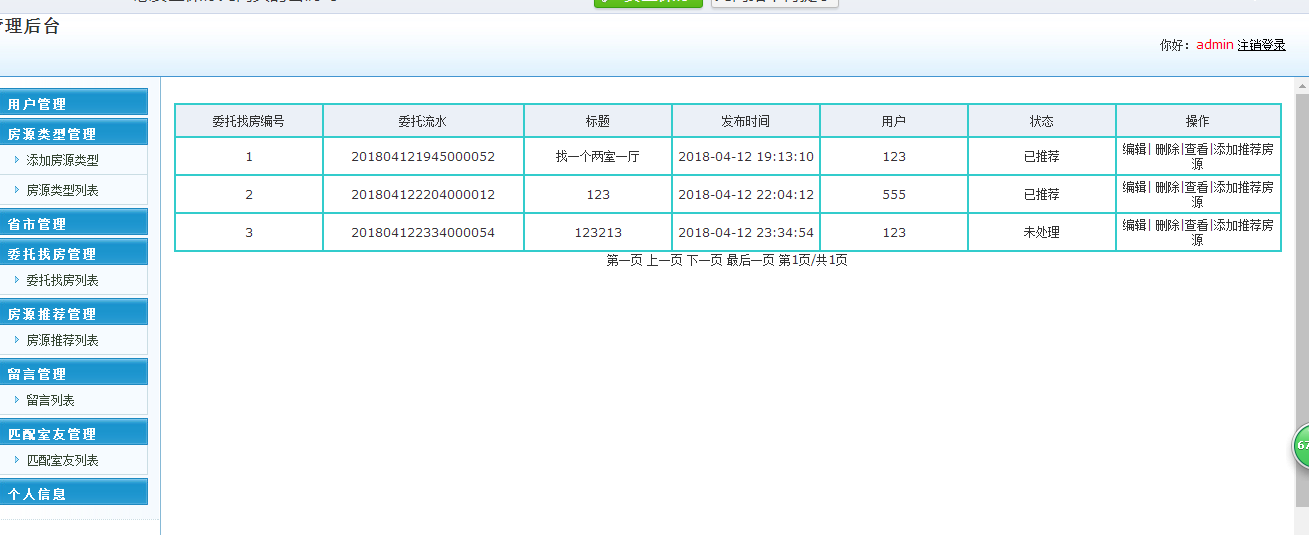 管理后台
你好：admin 注销登录
用户管理
房源类型管理
添加房源类型
房源类型列表
省市管理
委托找房管理
委托找房列表
房源推荐管理
房源推荐列表
留言管理
留言列表
匹配室友管理
匹配室友列表
个人信息
委托找房编号 委托流水 标题 发布时间 用户 状态 操作
1 201804121945000052 找一个两室一厅 2018-04-12 19:13:10 123 已推荐 编辑| 删除|查看|添加推荐房
源
2 201804122204000012 123 2018-04-12 22:04:12 555 已推荐 编辑| 删除|查看|添加推荐房
源
3 201804122334000054 123213 2018-04-12 23:34:54 123 未处理 编辑| 删除|查看|添加推荐房
源
第一页 上一页 下一页 最后一页 第1页/共1页